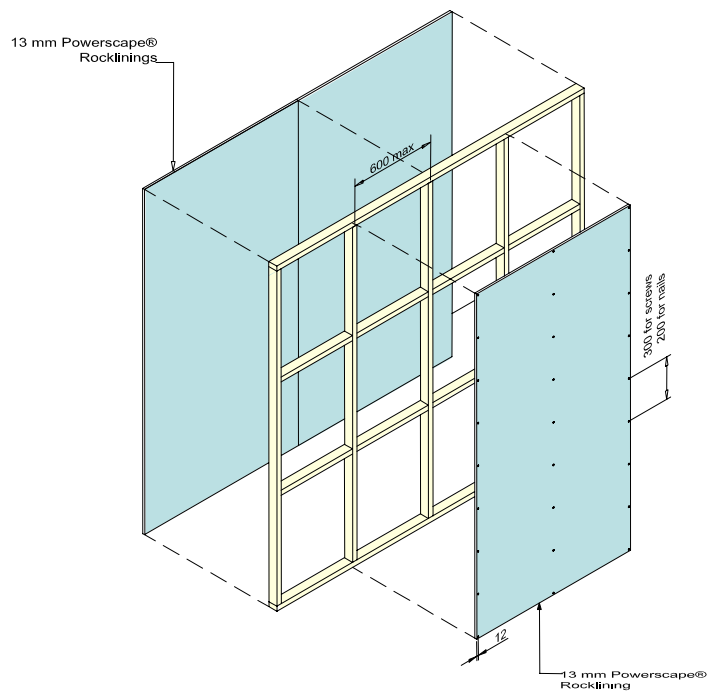 13 mm Powerscape®
Rocklinings
600 max
300 for screws
200 for nails
12
13 mm Powerscape®
Rocklining